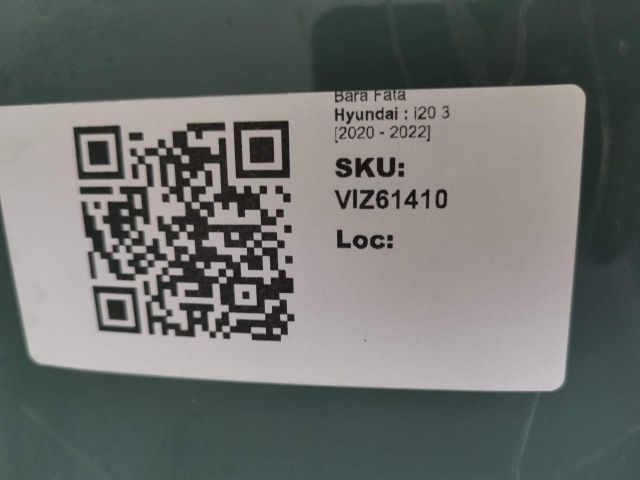 Bara Fata
Hyundai : i20 3
[2020 - 2022]
SKU:
VIZ61410
Loc: